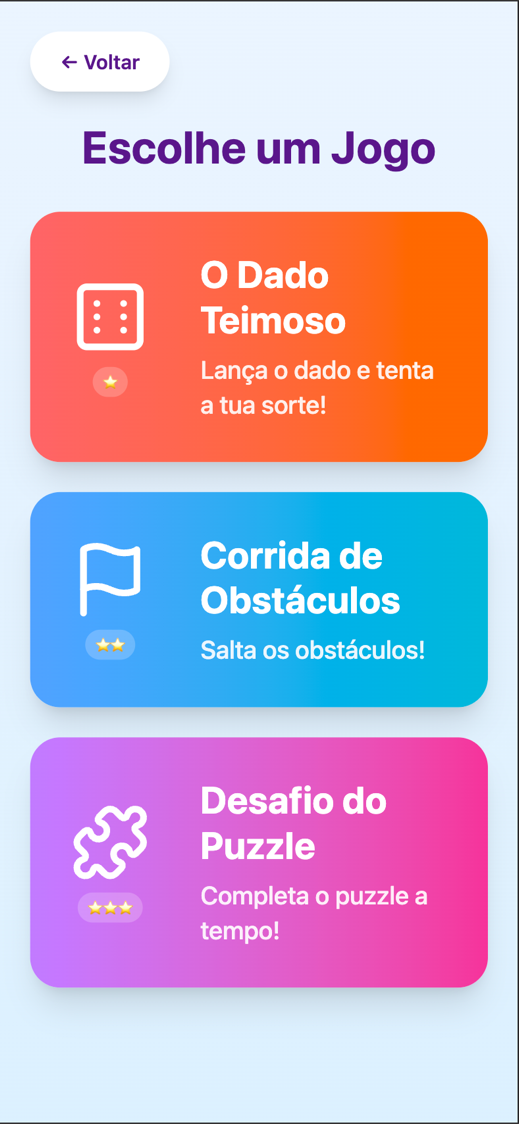 ← Voltar
Escolhe um Jogo
O Dado
Teimoso
Lança o dado e tenta
a tua sorte!
Corrida de
Obstáculos
Salta os obstáculos!
Desafio do
Puzzle
Completa o puzzle a
tempo!